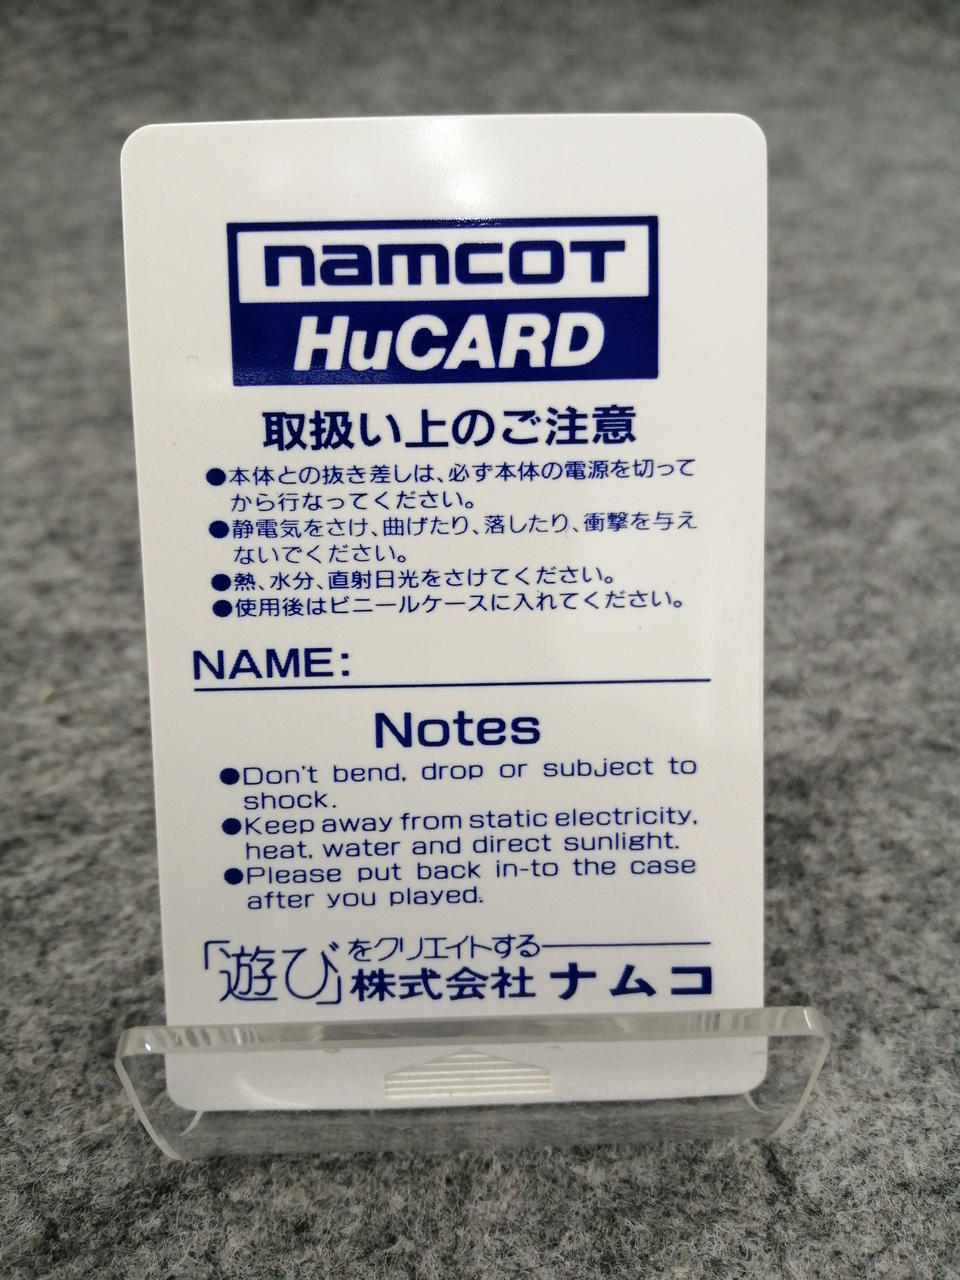 namcoT
HuCARD
取扱い上のご注意
●本体との抜き差しは、必ず本体の電源を切って
から行なってください。
●静電気をさけ、曲げたり、落したり、衝撃を与え
ないでください。
●熱、水分、直射日光をさけてください。
●使用後はビニールケースに入れてください。
NAME:
Notes
●Don't bend, drop or subject to
shock.
●Keep away from static electricity,
heat, water and direct sunlight.
●Please put back in-to the case
after you played.
「遊び」をクリエイトする
株式会社ナムコ